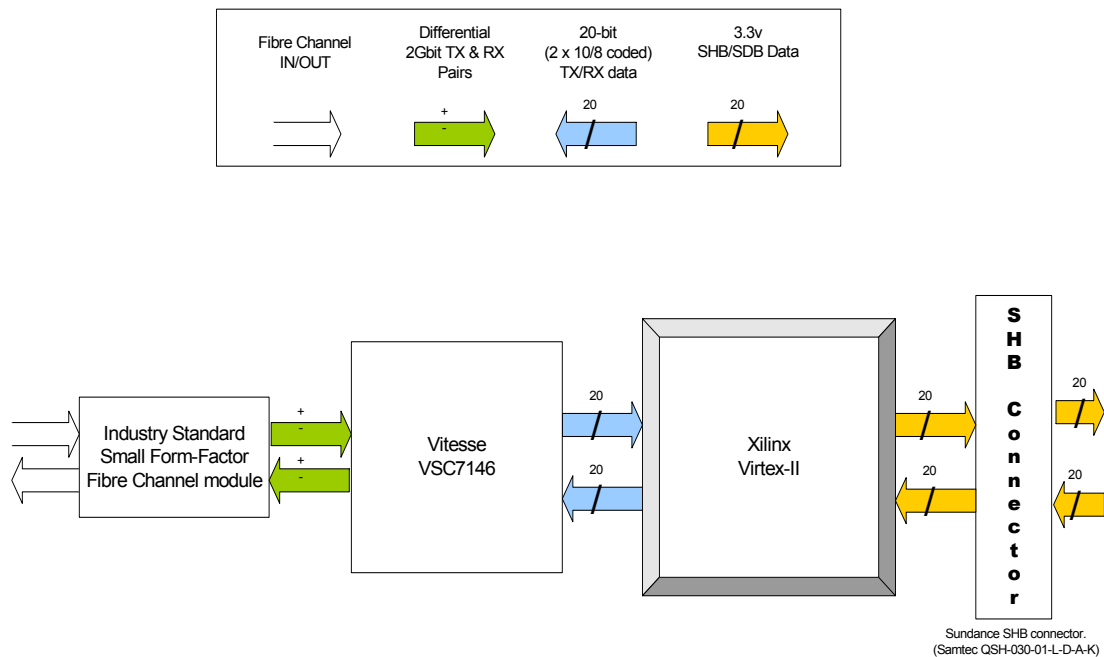 Fibre Channel
IN/OUT
Differential
2Gbit TX & RX
Pairs
20-bit
(2 x 10/8 coded)
TX/RX data
3.3v
SHB/SDB Data
+
-
20
20
Industry Standard
Small Form-Factor
Fibre Channel module
+
-
+
-
Vitesse
VSC7146
20
20
Xilinx
Virtex-II
20
20
SHB Connector
20
20
Sundance SHB connector.
(Samtec QSH-030-01-L-D-A-K)